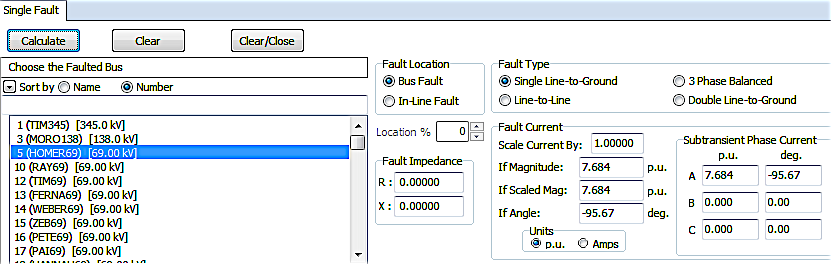 Single Fault
Calculate Clear Clear/Close
Choose the Faulted Bus
Sort by Name Number
1 (TIM345) [345.0 kV]
3 (MORO138) [138.0 kV]
5 (HOMER69) [69.00 kV]
10 (RAY69) [69.00 kV]
12 (TIM69) [69.00 kV]
13 (FERNA69) [69.00 kV]
14 (WEBER69) [69.00 kV]
15 (ZEB69) [69.00 kV]
16 (PETE69) [69.00 kV]
17 (PAI69) [69.00 kV]
Fault Location
Bus Fault
In-Line Fault
Location % 0
Fault Impedance
R : 0.00000
X : 0.00000
Fault Type
Single Line-to-Ground 3 Phase Balanced
Line-to-Line Double Line-to-Ground
Fault Current
Scale Current By: 1.00000
If Magnitude: 7.684 p.u.
If Scaled Mag: 7.684 p.u.
If Angle: -95.67 deg.
Units
p.u. Amps
Subtransient Phase Current
p.u. deg.
A 7.684 -95.67
B 0.000 0.00
C 0.000 0.00